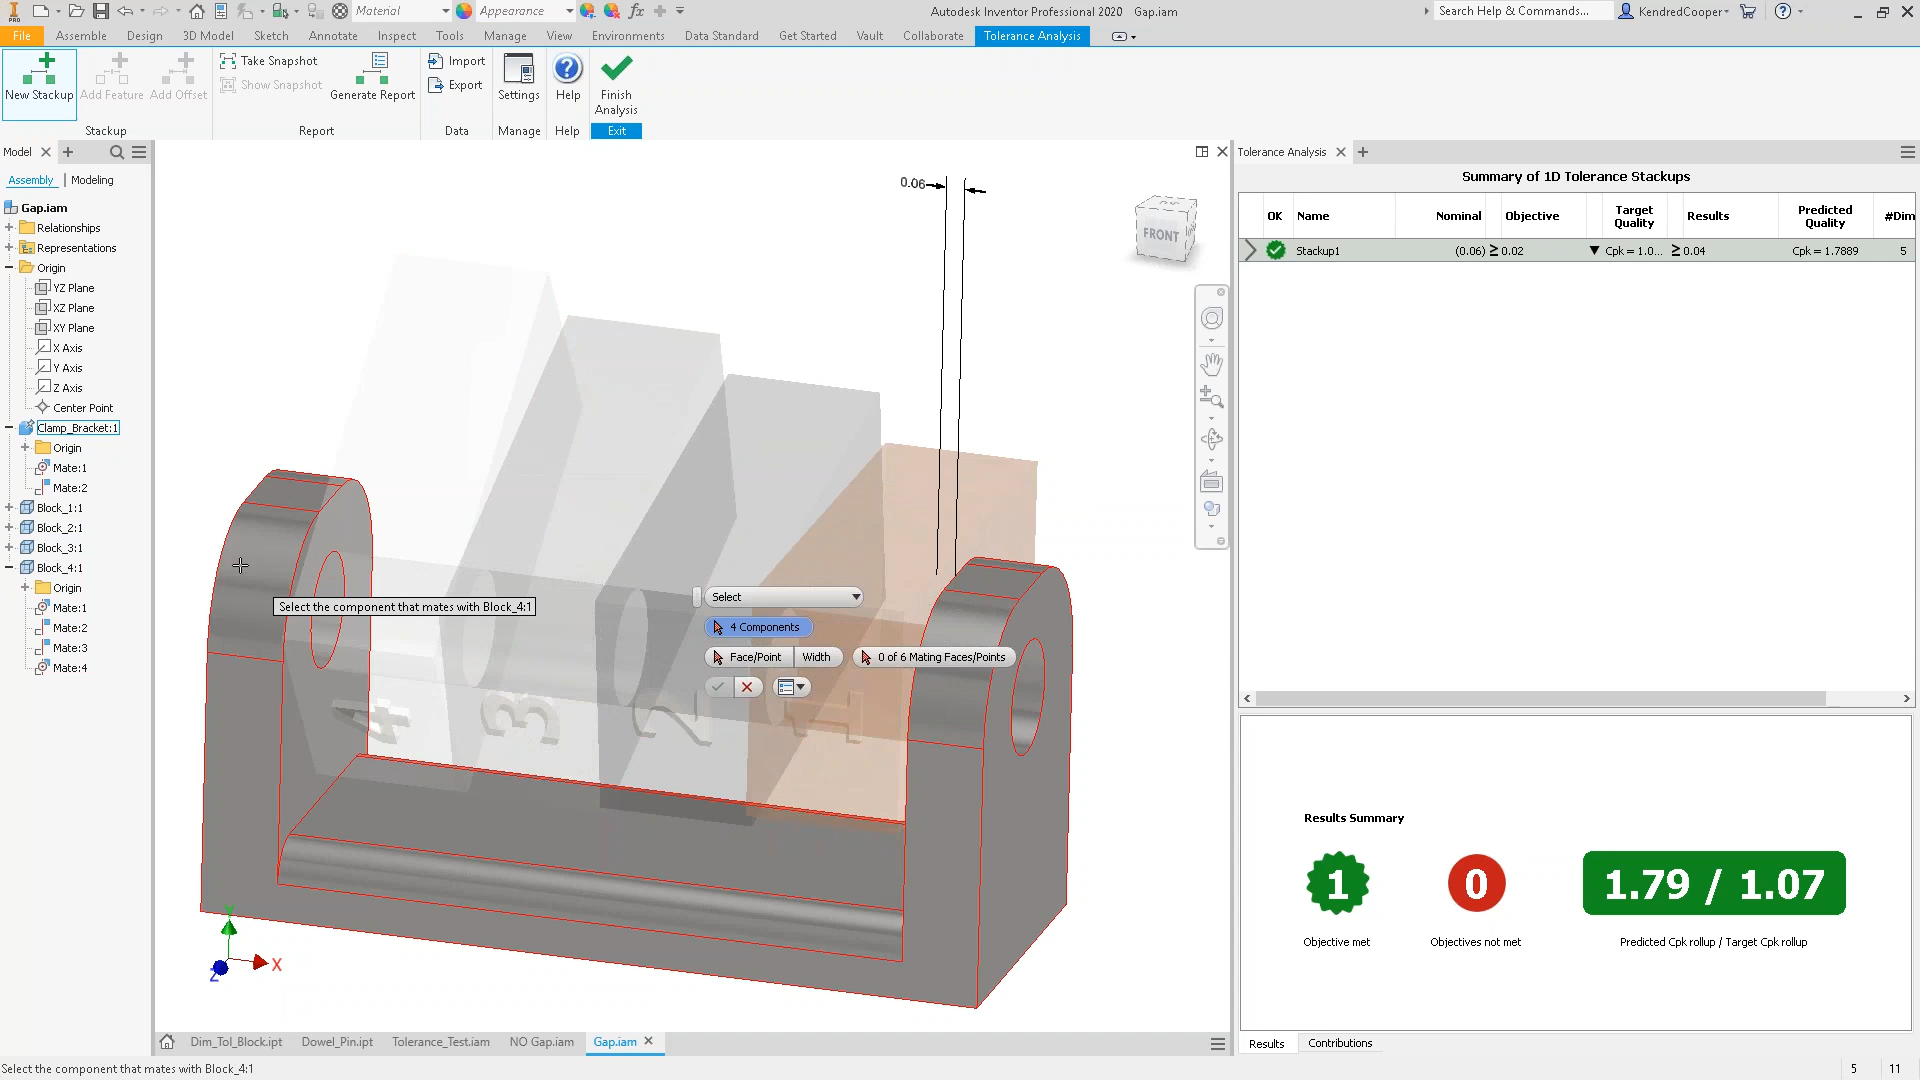 PRO
Material
Appearance
fx
Autodesk Inventor Professional 2020 Gap.iam
Search Help & Commands...
KendredCooper
File
Assemble
Design
3D Model
Sketch
Annotate
Inspect
Tools
Manage
View
Environments
Data Standard
Get Started
Vault
Collaborate
Tolerance Analysis
New Stackup
Add Feature
Add Offset
Take Snapshot
Show Snapshot
Generate Report
Import
Export
Settings
Help
Finish
Analysis
Stackup
Report
Data
Manage
Help
Exit
Model
Assembly | Modeling
Gap.iam
Relationships
Representations
Origin
YZ Plane
XZ Plane
XY Plane
X Axis
Y Axis
Z Axis
Center Point
Clamp_Bracket:1
Origin
Mate:1
Mate:2
Block_1:1
Block_2:1
Block_3:1
Block_4:1
Origin
Mate:1
Mate:2
Mate:3
Mate:4
0.06
FRONT
Select the component that mates with Block_4:1
Select
4 Components
Face/Point
Width
0 of 6 Mating Faces/Points
4
3
2
1
Y
X
Z
Tolerance Analysis
Summary of 1D Tolerance Stackups
OK
Name
Nominal
Objective
Target
Quality
Results
Predicted
Quality
#Dim
Stackup1
(0.06)
≥ 0.02
Cpk = 1.0...
≥ 0.04
Cpk = 1.7889
5
Results Summary
1
0
1.79 / 1.07
Objective met
Objectives not met
Predicted Cpk rollup / Target Cpk rollup
Results
Contributions
Dim_Tol_Block.ipt
Dowel_Pin.ipt
Tolerance_Test.iam
NO Gap.iam
Gap.iam
Select the component that mates with Block_4:1
5
11